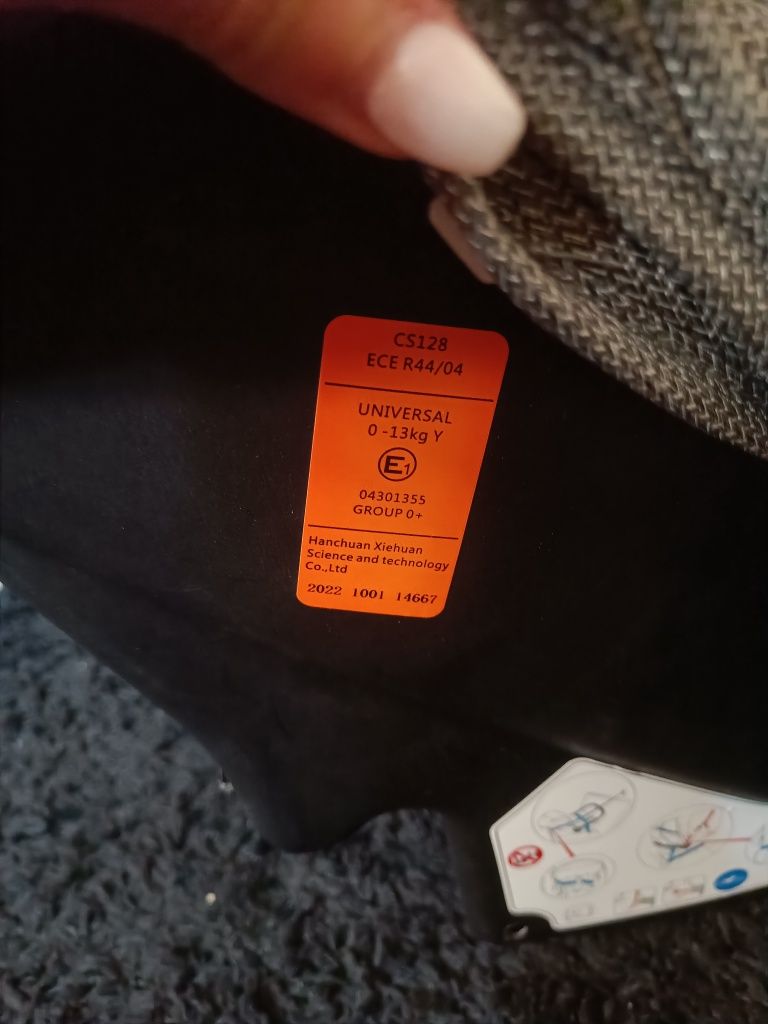 CS128
ECE R44/04
UNIVERSAL
0 -13kg Y
E1
04301355
GROUP 0+
Hanchuan Xiehuan
Science and technology
Co.,Ltd
2022 1001 14667